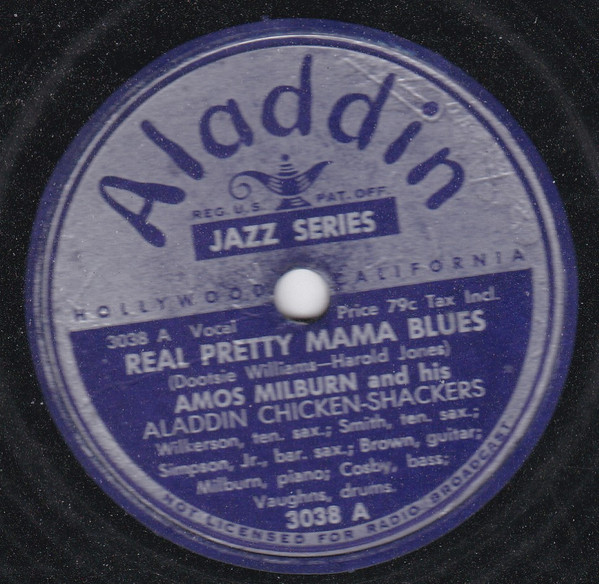 Aladdin
REG. U.S. PAT. OFF.
JAZZ SERIES
HOLLYWOOD CALIFORNIA
3038 A Vocal Price 79c Tax Incl.
REAL PRETTY MAMA BLUES
(Dootsie Williams—Harold Jones)
AMOS MILBURN and his
ALADDIN CHICKEN-SHACKERS
Wilkerson, ten. sax.; Smith, ten. sax.;
Simpson, Jr., bar. sax.; Brown, guitar;
Milburn, piano; Cosby, bass;
Vaughns, drums.
3038 A
NOT LICENSED FOR RADIO BROADCAST